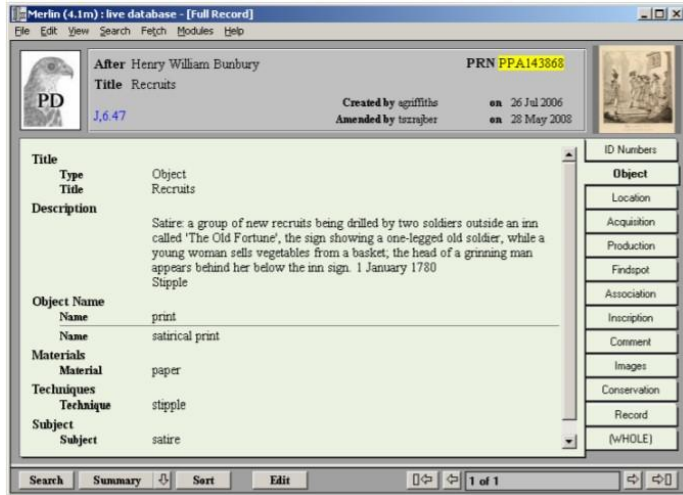 Merlin (4.1m) : live database - [Full Record]
File Edit View Search Fetch Modules Help
PD
After Henry William Bunbury
PRN PPA143868
Title Recruits
J,6.47
Created by agriffiths on 26 Jul 2006
Amended by tszrajber on 28 May 2008
Title
Type Object
Title Recruits
Description
Satire: a group of new recruits being drilled by two soldiers outside an inn
called 'The Old Fortune', the sign showing a one-legged old soldier, while a
young woman sells vegetables from a basket; the head of a grinning man
appears behind her below the inn sign. 1 January 1780
Stipple
Object Name
Name print
Name satirical print
Materials
Material paper
Techniques
Technique stipple
Subject
Subject satire
ID Numbers
Object
Location
Acquisition
Production
Findspot
Association
Inscription
Comment
Images
Conservation
Record
(WHOLE)
Search Summary Sort Edit 1 of 1